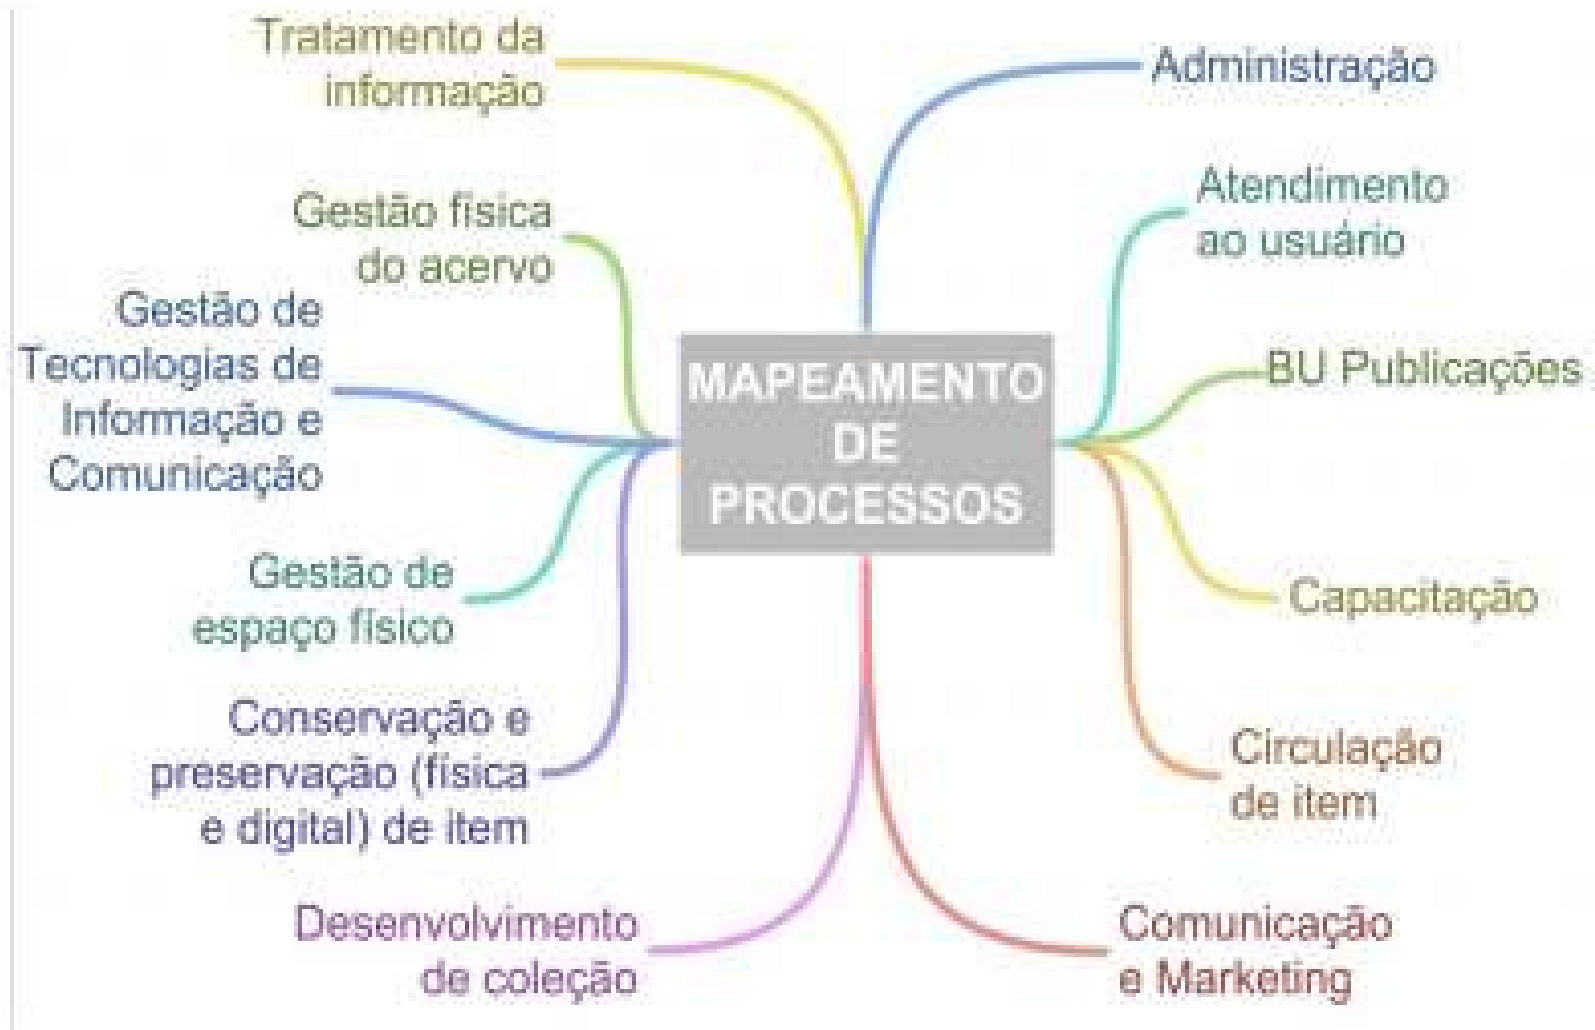 Tratamento da
informação
Administração
Gestão física
do acervo
Atendimento
ao usuário
Gestão de
Tecnologias de
Informação e
Comunicação
MAPEAMENTO
DE
PROCESSOS
BU Publicações
Gestão de
espaço físico
Capacitação
Conservação e
preservação (física
e digital) de item
Circulação
de item
Desenvolvimento
de coleção
Comunicação
e Marketing